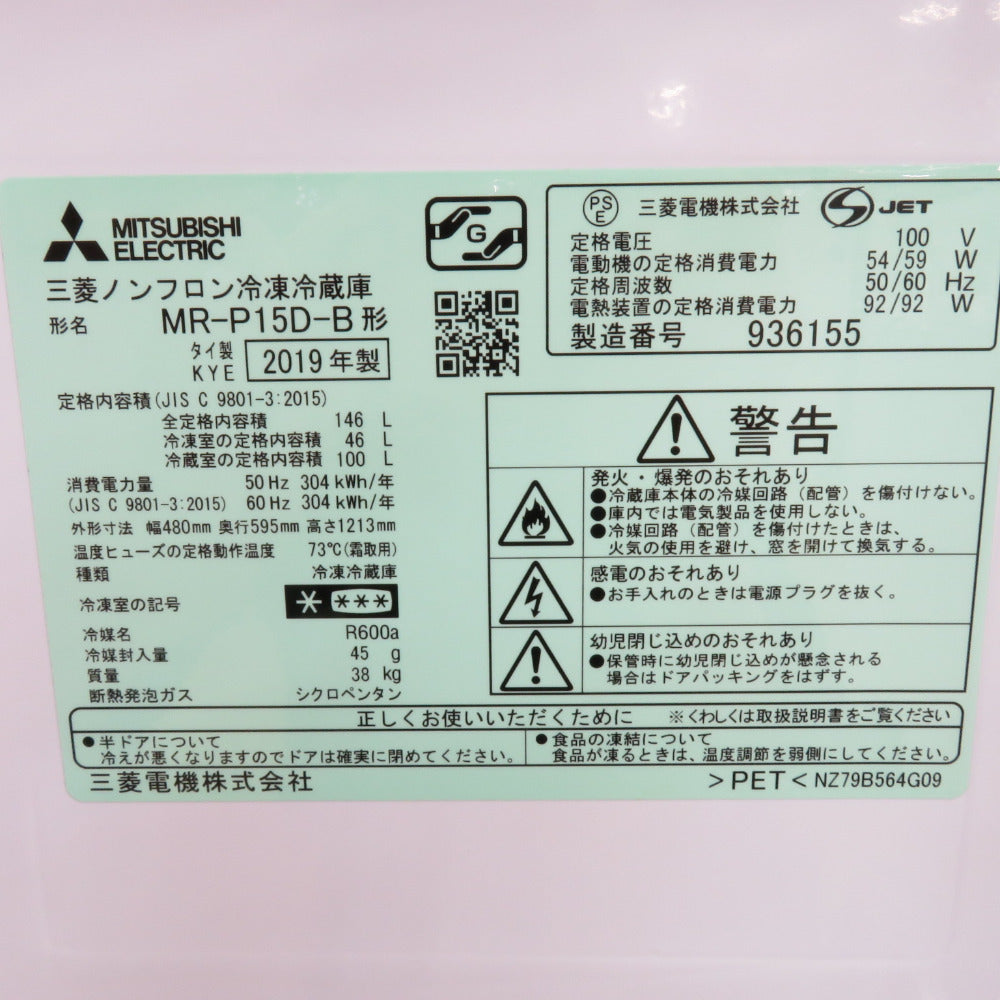 MITSUBISHI
ELECTRIC
G
三菱ノンフロン冷凍冷蔵庫
形名 MR-P15D-B形
タイ製
KYE
2019年製
定格内容積(JIS C 9801-3:2015)
全定格内容積 146 L
冷凍室の定格内容積 46 L
冷蔵室の定格内容積 100 L
消費電力量 50 Hz 304 kWh/年
(JIS C 9801-3:2015) 60 Hz 304 kWh/年
外形寸法 幅480mm 奥行595mm 高さ1213mm
温度ヒューズの定格動作温度 73℃(霜取用)
種類 冷凍冷蔵庫
冷凍室の記号 * ***
冷媒名 R600a
冷媒封入量 45 g
質量 38 kg
断熱発泡ガス シクロペンタン
PSE 三菱電機株式会社 S JET
定格電圧 100 V
電動機の定格消費電力 54/59 W
定格周波数 50/60 Hz
電熱装置の定格消費電力 92/92 W
製造番号 936155
警告
発火・爆発のおそれあり
●冷蔵庫本体の冷媒回路(配管)を傷付けない。
●庫内では電気製品を使用しない。
●冷媒回路(配管)を傷付けたときは、
火気の使用を避け、窓を開けて換気する。
感電のおそれあり
●お手入れのときは電源プラグを抜く。
幼児閉じ込めのおそれあり
●保管時に幼児閉じ込めが懸念される
場合はドアパッキングをはずす。
正しくお使いいただくために ※くわしくは取扱説明書をご覧ください
●半ドアについて
冷えが悪くなりますのでドアは確実に閉めてください。
●食品の凍結について
食品が凍るときは、温度調節を弱側にしてください。
三菱電機株式会社
>PET< NZ79B564G09